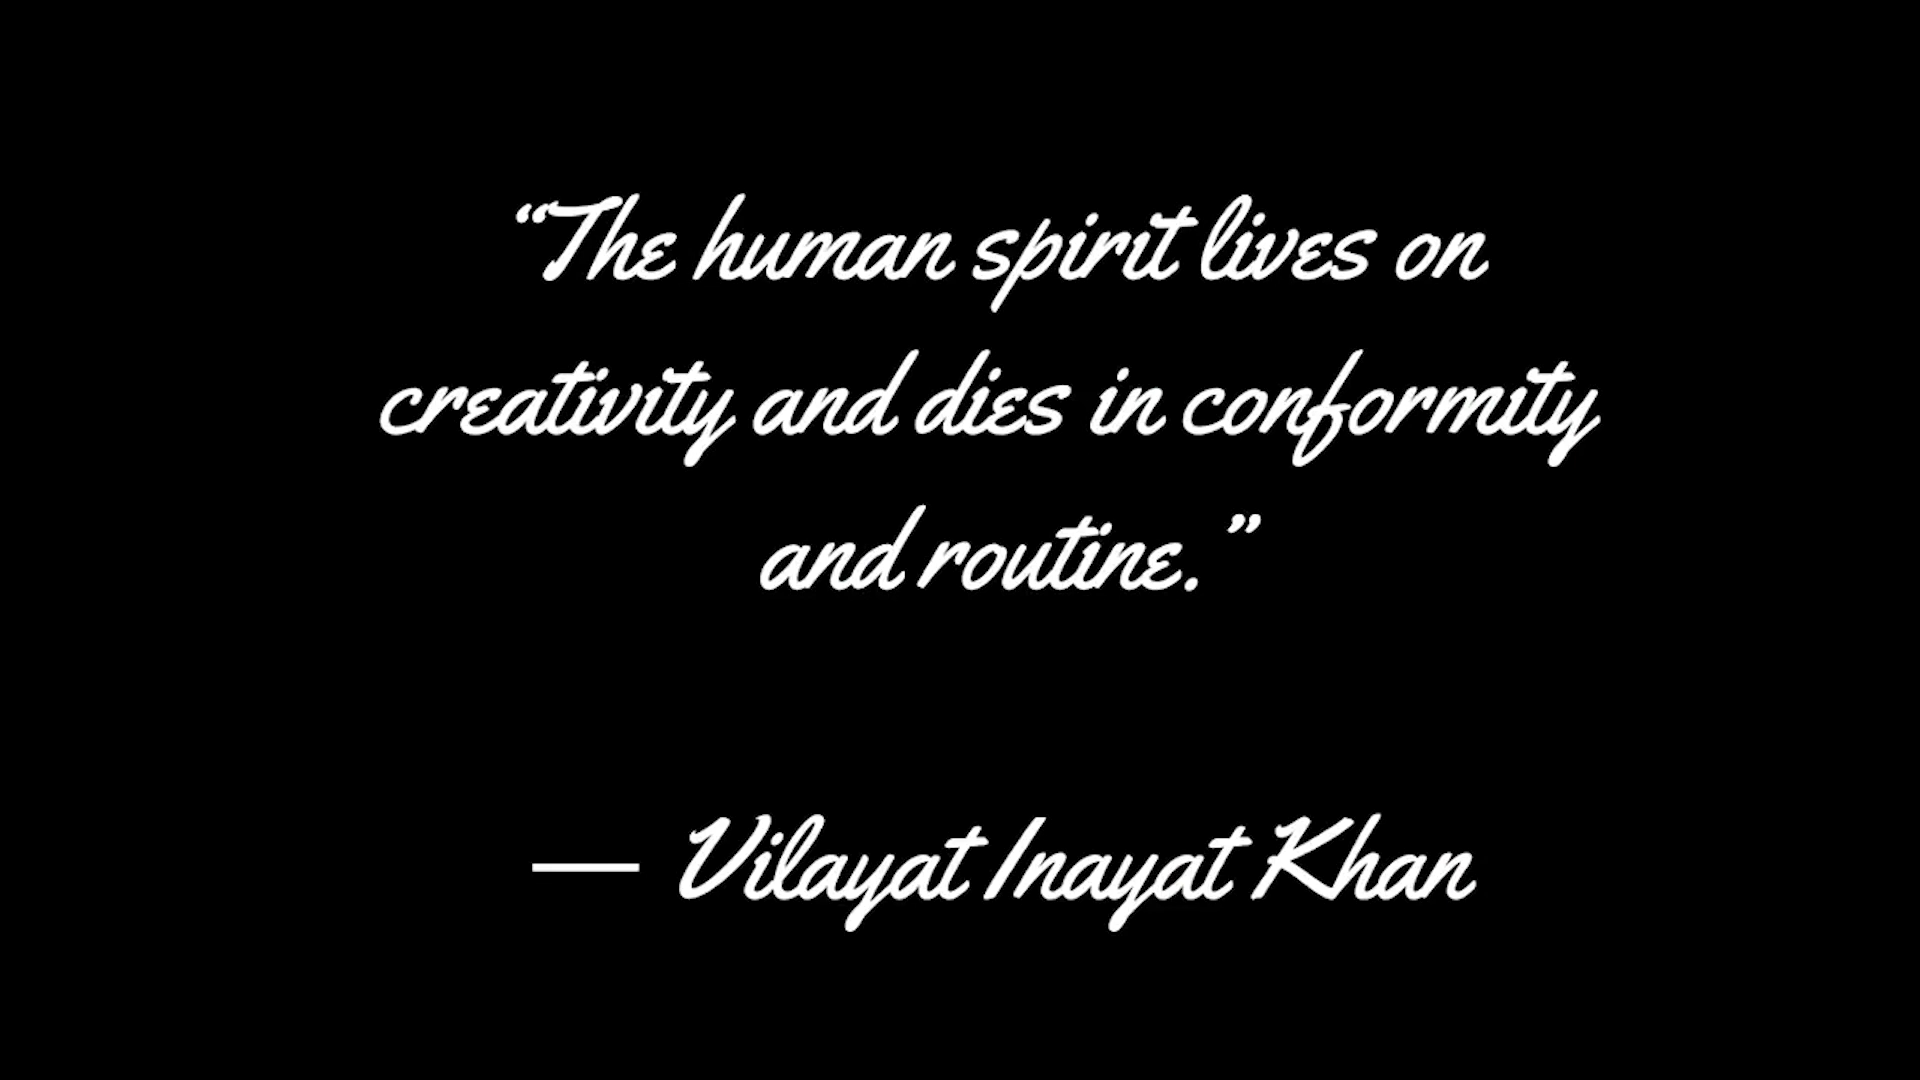 “The human spirit lives on
creativity and dies in conformity
and routine.”
— Vilayat Inayat Khan